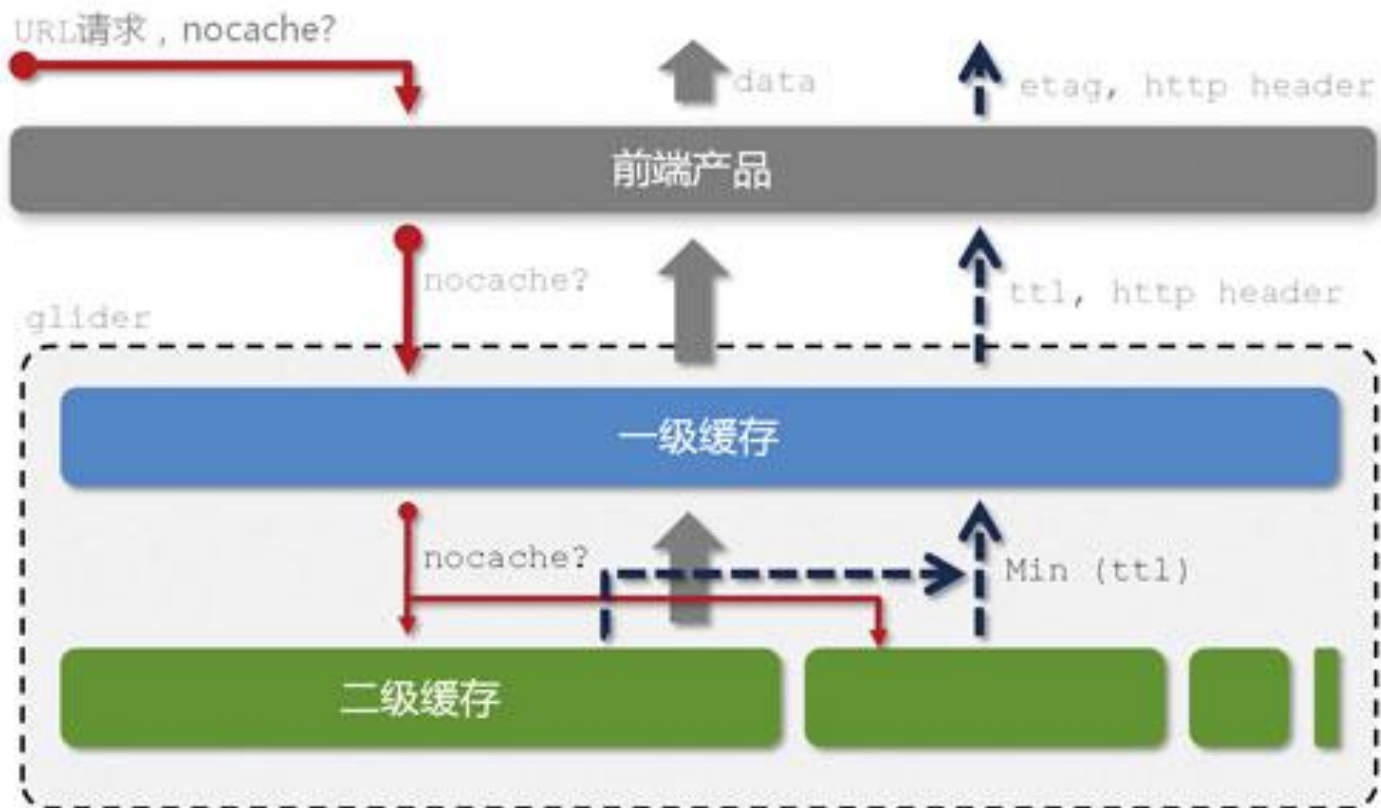 URL请求，nocache?
data
etag, http header
前端产品
nocache?
ttl, http header
glider
一级缓存
nocache?
Min (ttl)
二级缓存